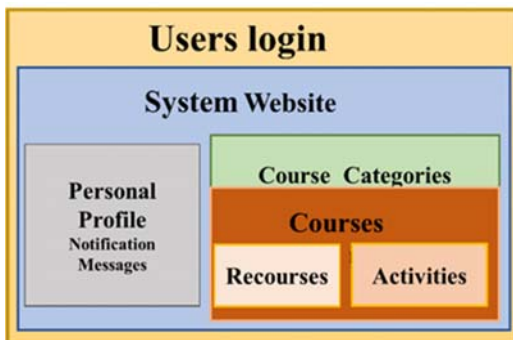 Users login
System Website
Personal
Profile
Notification
Messages
Course Categories
Courses
Recourses
Activities